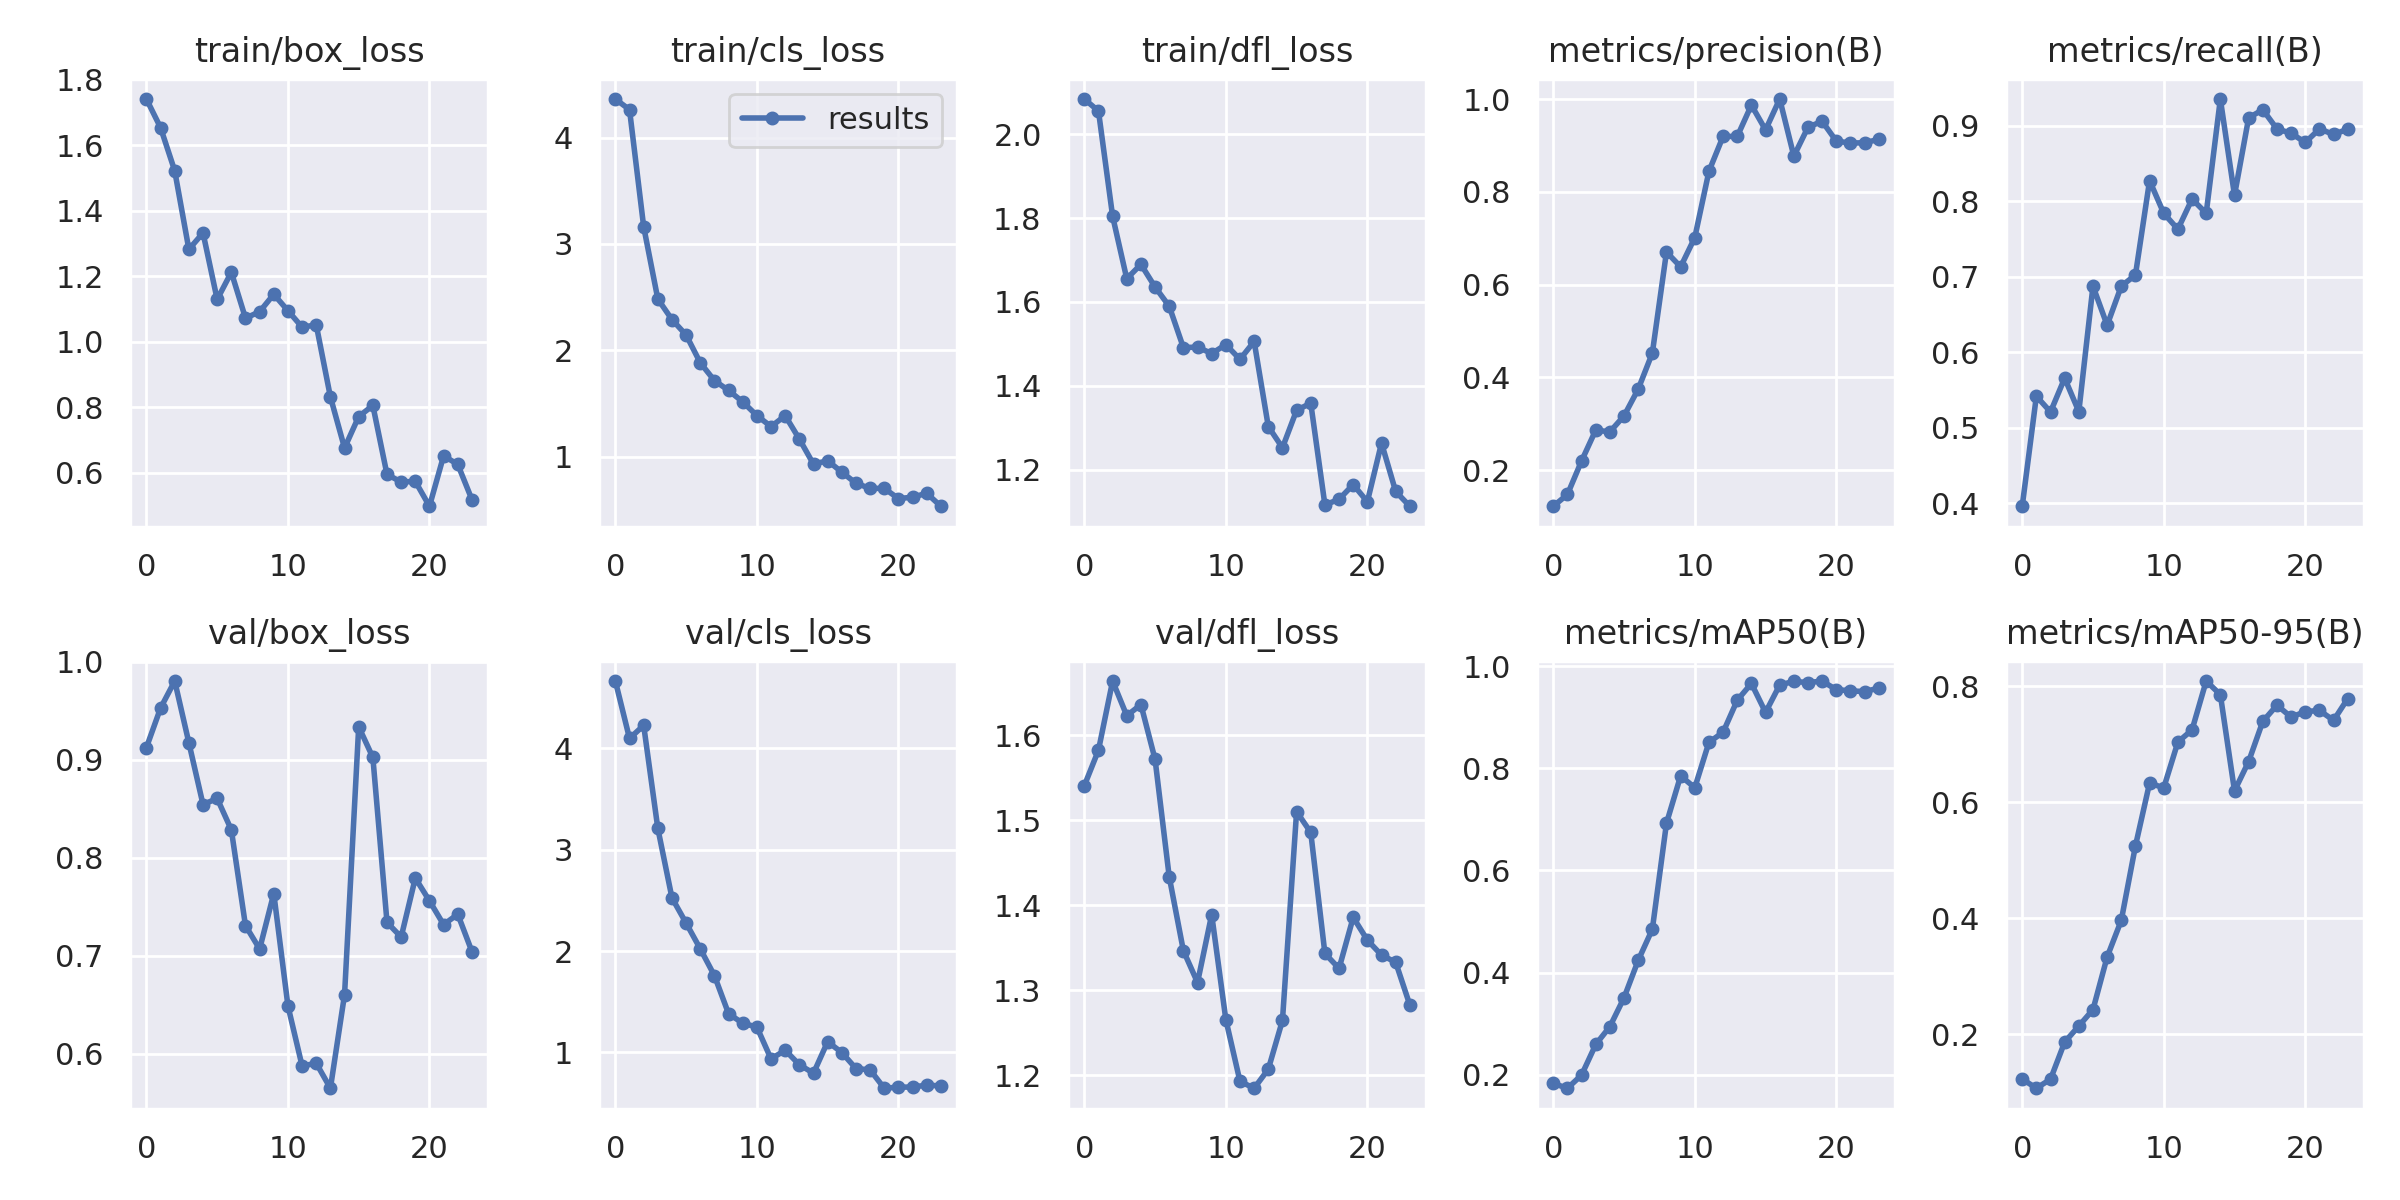 train/box_loss
1.8
1.6
1.4
1.2
1.0
0.8
0.6
0 10 20
train/cls_loss
results
4
3
2
1
0 10 20
train/dfl_loss
2.0
1.8
1.6
1.4
1.2
0 10 20
metrics/precision(B)
1.0
0.8
0.6
0.4
0.2
0 10 20
metrics/recall(B)
0.9
0.8
0.7
0.6
0.5
0.4
0 10 20
val/box_loss
1.0
0.9
0.8
0.7
0.6
0 10 20
val/cls_loss
4
3
2
1
0 10 20
val/dfl_loss
1.6
1.5
1.4
1.3
1.2
0 10 20
metrics/mAP50(B)
1.0
0.8
0.6
0.4
0.2
0 10 20
metrics/mAP50-95(B)
0.8
0.6
0.4
0.2
0 10 20